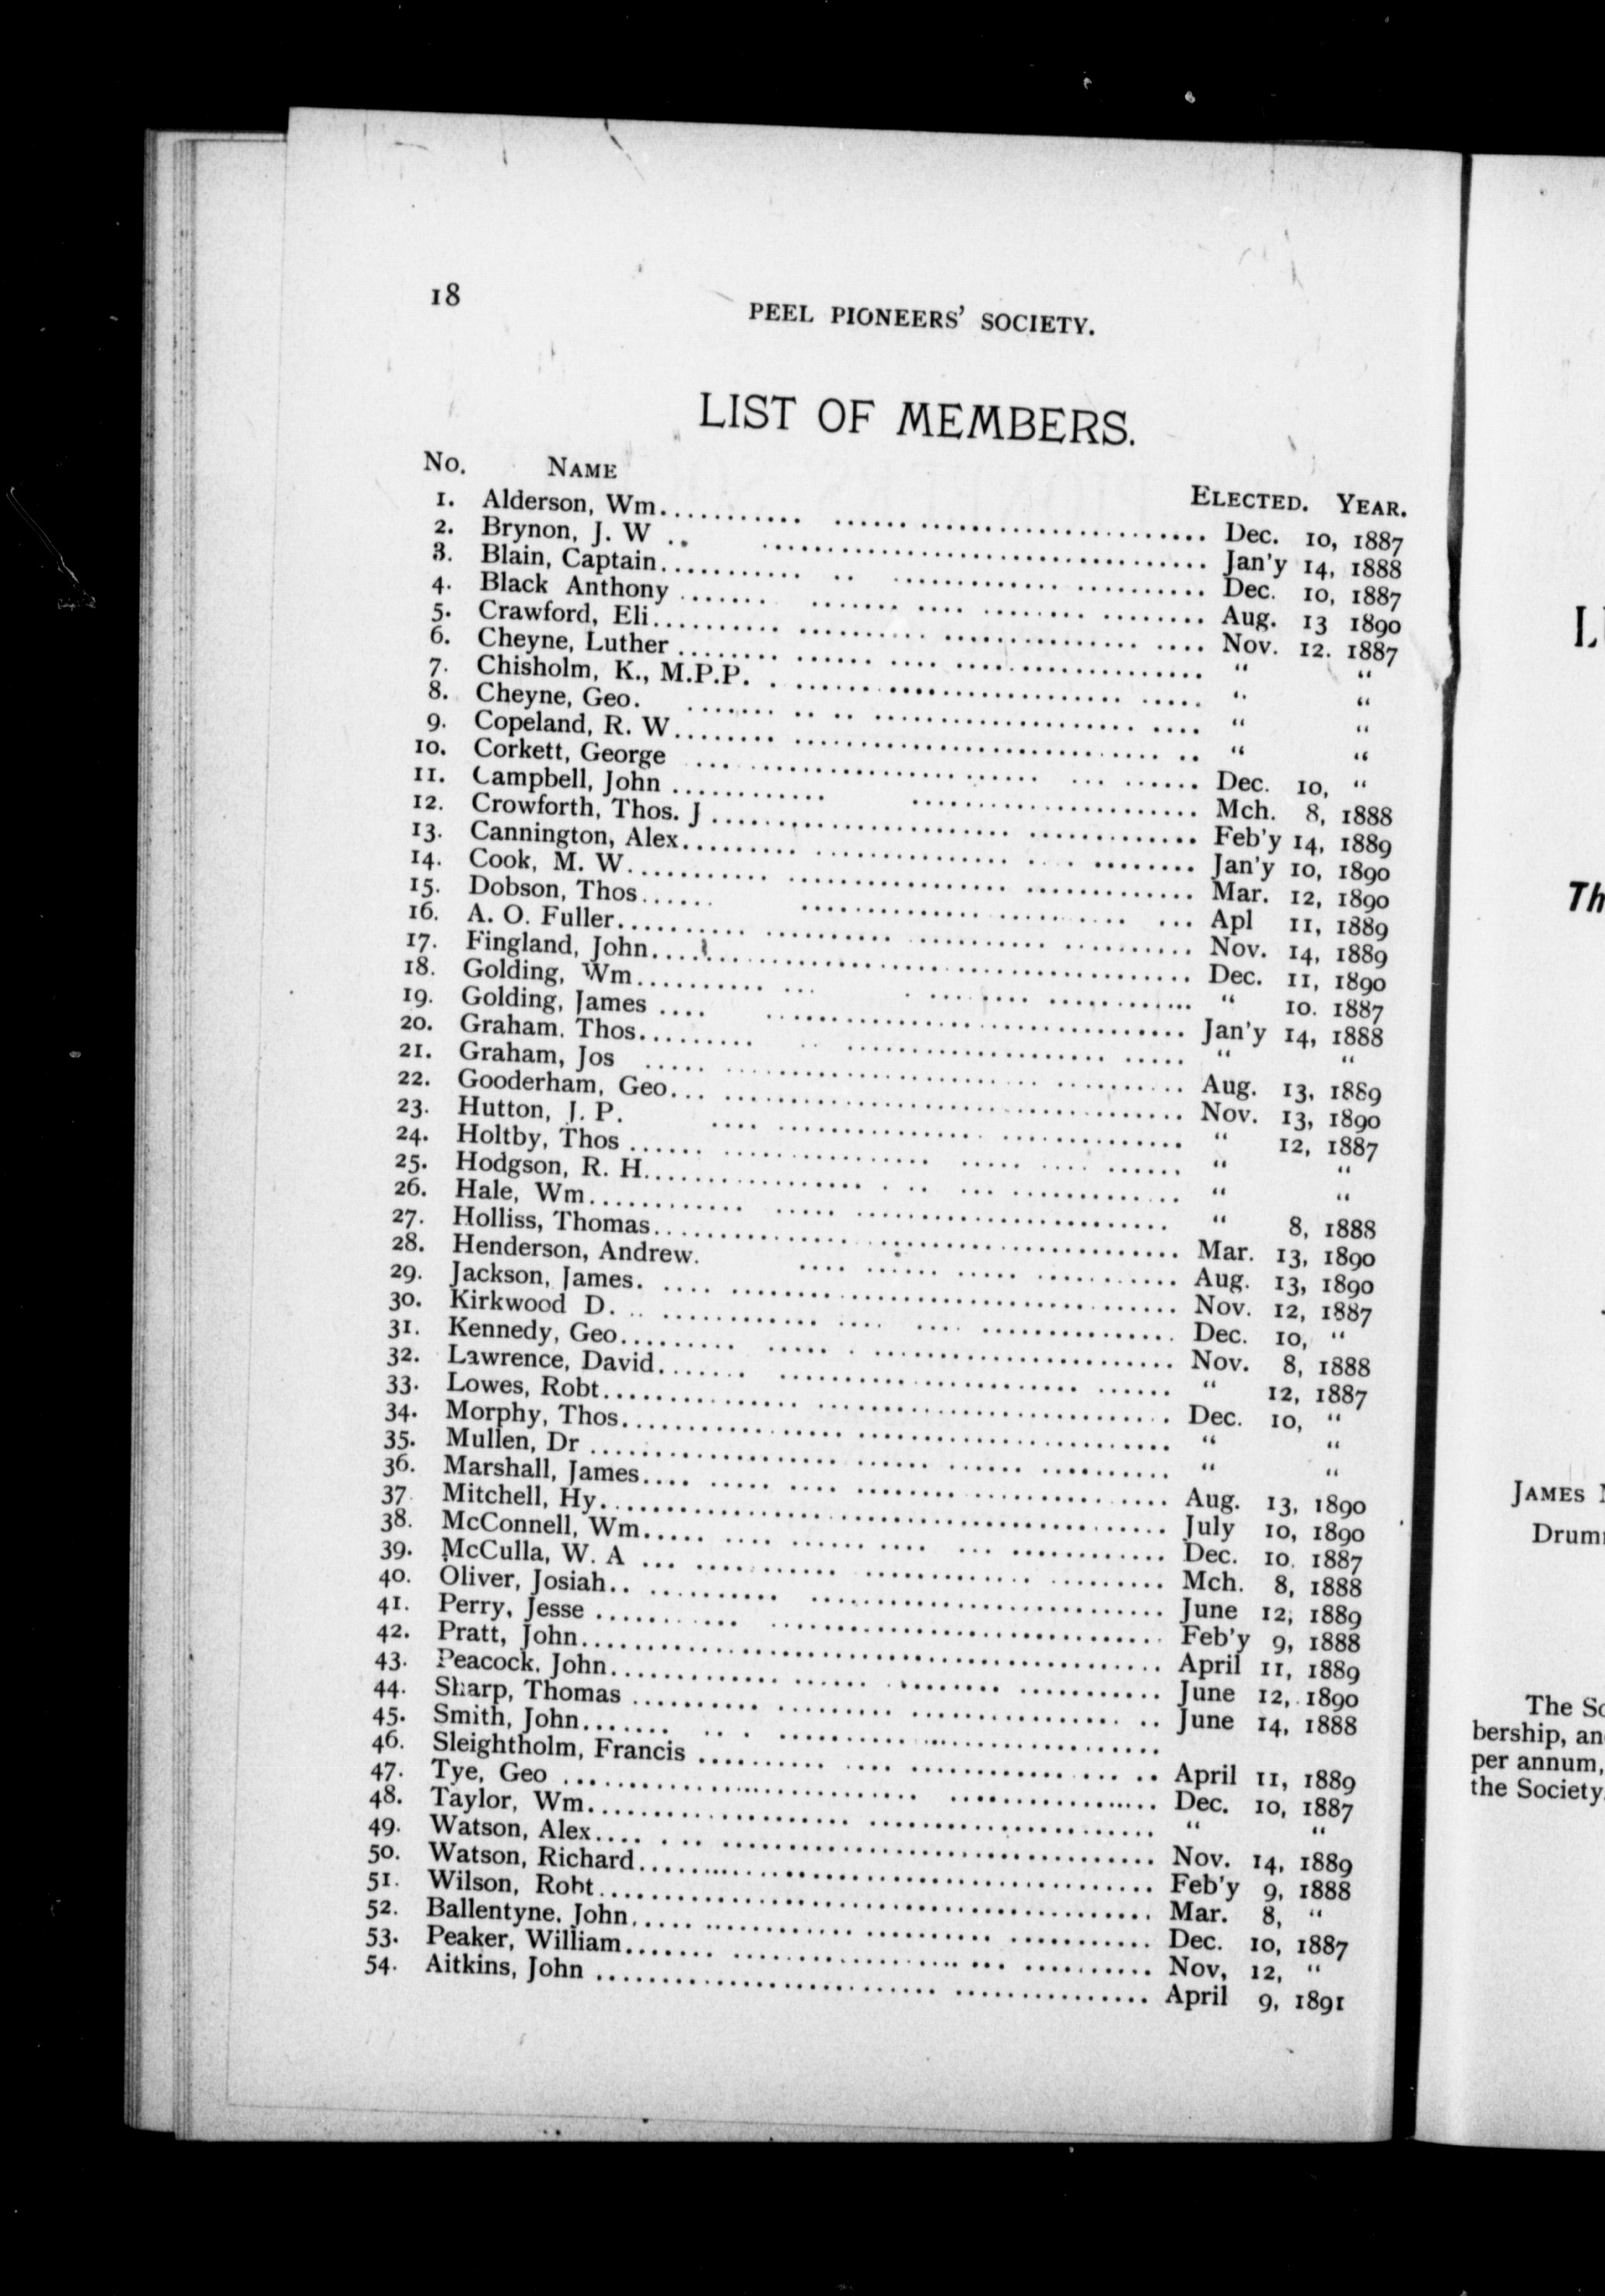 18
PEEL PIONEERS' SOCIETY.
LIST OF MEMBERS.
No. NAME ELECTED. YEAR.
1. Alderson, Wm. Dec. 10, 1887
2. Brynon, J. W Jan'y 14, 1888
3. Blain, Captain Dec. 10, 1887
4. Black Anthony Aug. 13 1890
5. Crawford, Eli Nov. 12. 1887
6. Cheyne, Luther " "
7. Chisholm, K., M.P.P. " "
8. Cheyne, Geo. " "
9. Copeland, R. W. " "
10. Corkett, George Dec. 10, "
11. Campbell, John Mch. 8, 1888
12. Crowforth, Thos. J Feb'y 14, 1889
13. Cannington, Alex. Jan'y 10, 1890
14. Cook, M. W. Mar. 12, 1890
15. Dobson, Thos. Apl 11, 1889
16. A. O. Fuller Nov. 14, 1889
17. Fingland, John Dec. 11, 1890
18. Golding, Wm. " 10. 1887
19. Golding, James Jan'y 14, 1888
20. Graham. Thos. " "
21. Graham, Jos Aug. 13, 1889
22. Gooderham, Geo. Nov. 13, 1890
23. Hutton, J. P. " 12, 1887
24. Holtby, Thos " "
25. Hodgson, R. H. " "
26. Hale, Wm. " 8, 1888
27. Holliss, Thomas Mar. 13, 1890
28. Henderson, Andrew. Aug. 13, 1890
29. Jackson, James. Nov. 12, 1887
30. Kirkwood D. Dec. 10, "
31. Kennedy, Geo. Nov. 8, 1888
32. Lawrence, David " 12, 1887
33. Lowes, Robt. Dec. 10, "
34. Morphy, Thos. " "
35. Mullen, Dr " "
36. Marshall, James Aug. 13, 1890
37. Mitchell, Hy. July 10, 1890
38. McConnell, Wm. Dec. 10. 1887
39. McCulla, W. A Mch. 8, 1888
40. Oliver, Josiah June 12, 1889
41. Perry, Jesse Feb'y 9, 1888
42. Pratt, John April 11, 1889
43. Peacock. John June 12, 1890
44. Sharp, Thomas June 14, 1888
45. Smith, John
46. Sleightholm, Francis April 11, 1889
47. Tye, Geo Dec. 10, 1887
48. Taylor, Wm. " "
49. Watson, Alex. Nov. 14, 1889
50. Watson, Richard Feb'y 9, 1888
51. Wilson, Robt. Mar. 8, "
52. Ballentyne. John Dec. 10, 1887
53. Peaker, William Nov, 12, "
54. Aitkins, John April 9, 1891
Th
JAMES
Drum
The So
bership, an
per annum,
the Society